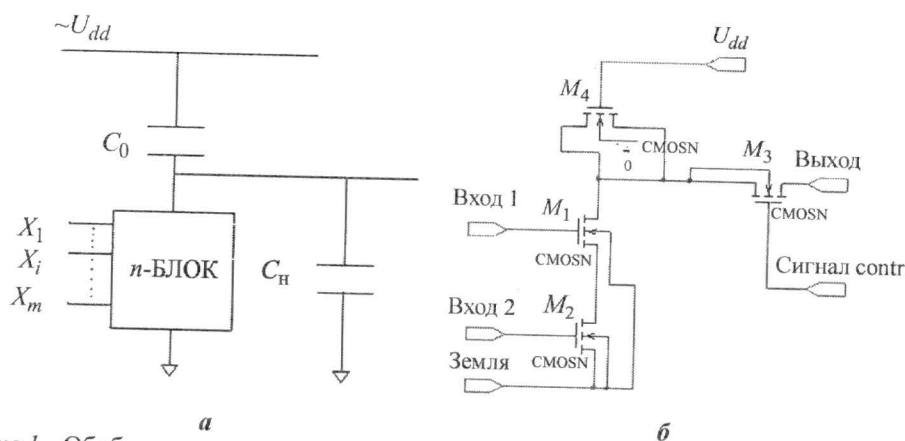 ~U_dd
C_0
X_1
X_i
X_m
n-БЛОК
C_н
а
U_dd
M_4
CMOSN
0
M_3
Выход
CMOSN
Вход 1
M_1
CMOSN
Сигнал contr
Вход 2
M_2
CMOSN
Земля
б